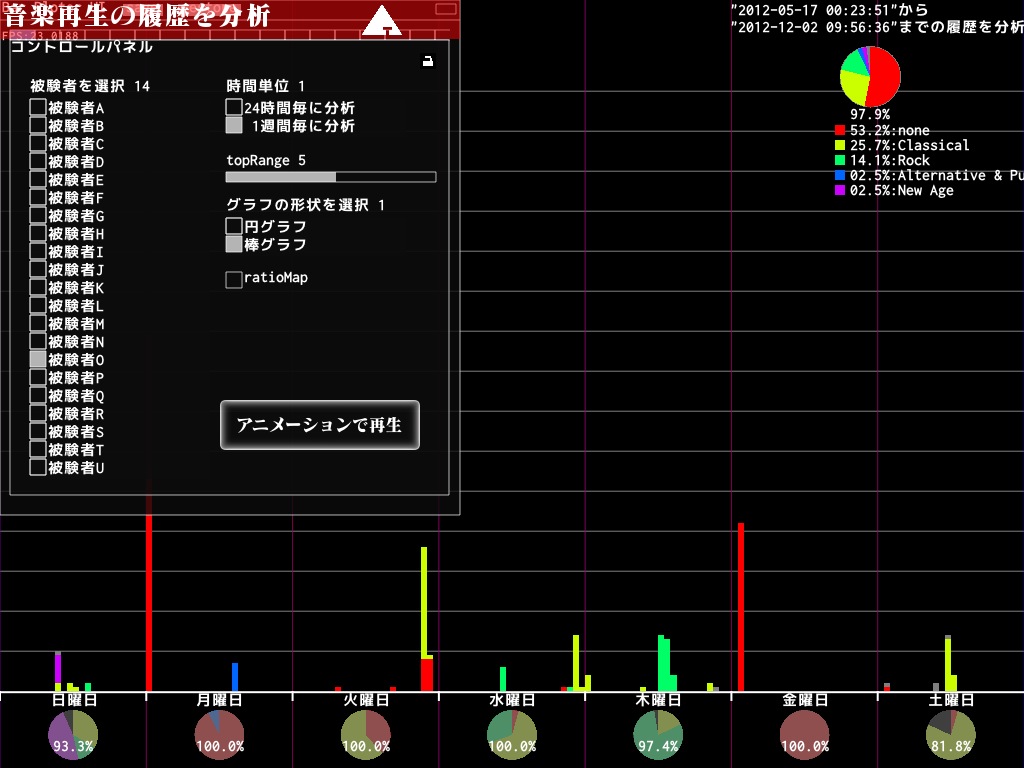 音楽再生の履歴を分析
FPS:23.0188
コントロールパネル
被験者を選択 14
被験者A
被験者B
被験者C
被験者D
被験者E
被験者F
被験者G
被験者H
被験者I
被験者J
被験者K
被験者L
被験者M
被験者N
被験者O
被験者P
被験者Q
被験者R
被験者S
被験者T
被験者U
時間単位 1
24時間毎に分析
1週間毎に分析
topRange 5
グラフの形状を選択 1
円グラフ
棒グラフ
ratioMap
アニメーションで再生
"2012-05-17 00:23:51"から
"2012-12-02 09:56:36"までの履歴を分析
97.9%
53.2%:none
25.7%:Classical
14.1%:Rock
02.5%:Alternative & Pu
02.5%:New Age
日曜日 月曜日 火曜日 水曜日 木曜日 金曜日 土曜日
93.3% 100.0% 100.0% 100.0% 97.4% 100.0% 81.8%